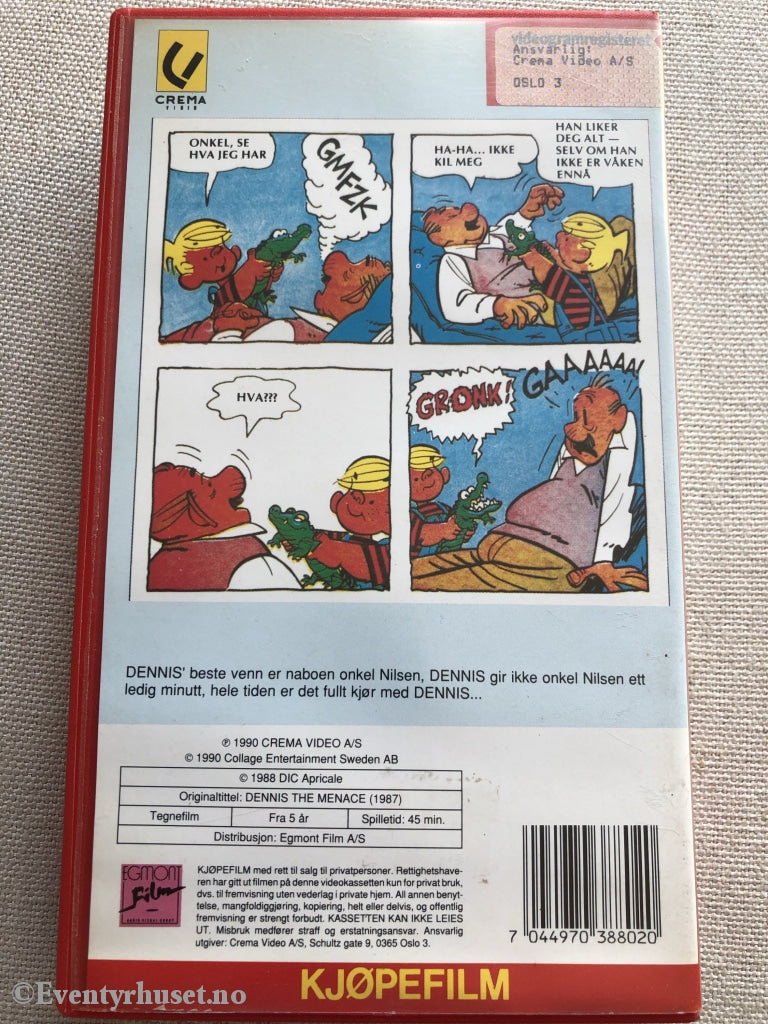 CREMA
VIDEO
videogramregisteret
Ansvarlig:
Crema Video A/S
OSLO 3
ONKEL, SE
HVA JEG HAR
GMFZK
HA-HA... IKKE
KIL MEG
HAN LIKER
DEG ALT —
SELV OM HAN
IKKE ER VÅKEN
ENNÅ
HVA???
GRONK!
GAAAAAA!
DENNIS' beste venn er naboen onkel Nilsen, DENNIS gir ikke onkel Nilsen ett
ledig minutt, hele tiden er det fullt kjør med DENNIS...
℗ 1990 CREMA VIDEO A/S
© 1990 Collage Entertainment Sweden AB
© 1988 DIC Apricale
Originaltittel: DENNIS THE MENACE (1987)
Tegnefilm Fra 5 år Spilletid: 45 min.
Distribusjon: Egmont Film A/S
EGMONT
Film
KJØPEFILM med rett til salg til privatpersoner. Rettighetshave-
ren har gitt ut filmen på denne videokassetten kun for privat bruk,
dvs. til fremvisning uten vederlag i private hjem. All annen benyt-
telse, mangfoldiggjøring, kopiering, helt eller delvis, og offentlig
fremvisning er strengt forbudt. KASSETTEN KAN IKKE LEIES
UT. Misbruk medfører straff og erstatningsansvar. Ansvarlig
utgiver: Crema Video A/S, Schultz gate 9, 0365 Oslo 3.
7 044970 388020
KJØPEFILM
©Eventyrhuset.no